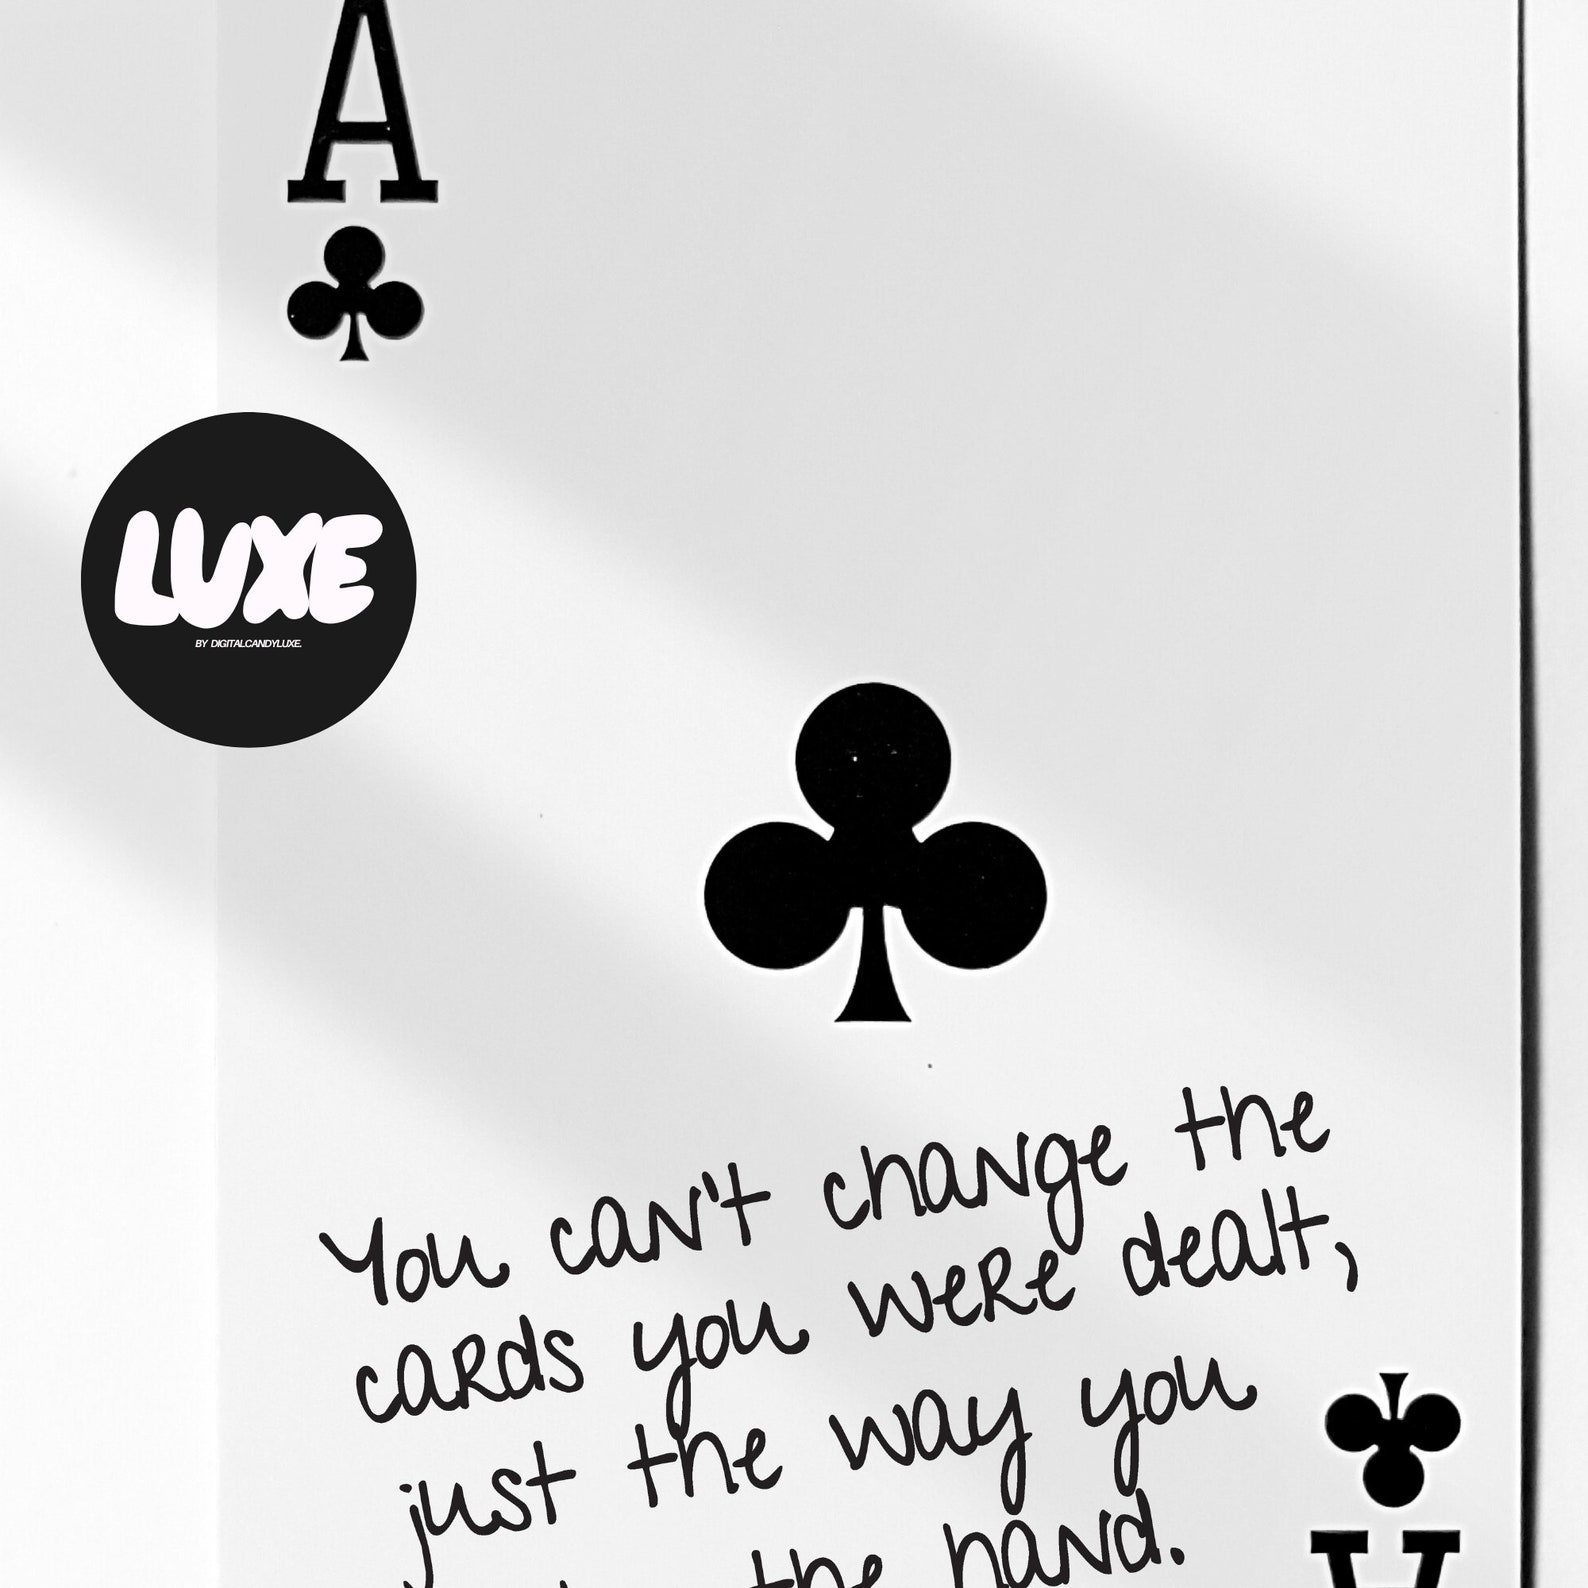 A
LUXE
BY DIGITALCANDYLUXE.
You can't change the
cards you were dealt,
just the way you
the hand.
A